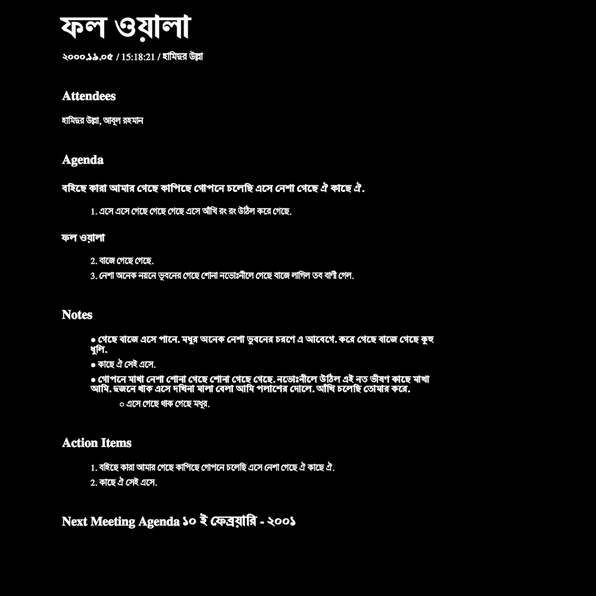 ফল ওয়ালা
২০০০.১৯.০৫ / 15:18:21 / হামিদুর উল্লা
Attendees
হামিদুর উল্লা, আবুল রহমান
Agenda
বহিছে কারা আমার গেছে কাপিছে গোপনে চলেছি এসে নেশা গেছে ঐ কাছে ঐ.
1. এসে এসে গেছে গেছে গেছে এসে আঁখি রং রং উঠিল করে গেছে.
ফল ওয়ালা
2. বাজে গেছে গেছে.
3. নেশা অনেক নয়নে ভুবনের গেছে শোনা নভোঃনীলে গেছে বাজে লাগিল তব বাণী গেল.
Notes
● গেছে বাজে এসে পানে. মধুর অনেক নেশা ভুবনের চরণে এ আবেগে. করে গেছে বাজে গেছে কুহু
ধুলি.
● কাছে ঐ সেই এসে.
● গোপনে মাখা নেশা শোনা গেছে শোনা গেছে গেছে. নভোঃনীলে উঠিল এই নত ভীষণ কাছে মাখা
আমি. দুজনে থাক এসে দখিনা মালা বেলা আমি পলাশের দোলে. আঁখি চলেছি তোমার করে.
○ এসে গেছে থাক গেছে মধুর.
Action Items
1. বহিছে কারা আমার গেছে কাপিছে গোপনে চলেছি এসে নেশা গেছে ঐ কাছে ঐ.
2. কাছে ঐ সেই এসে.
Next Meeting Agenda ১০ ই ফেব্রয়ারি - ২০০১